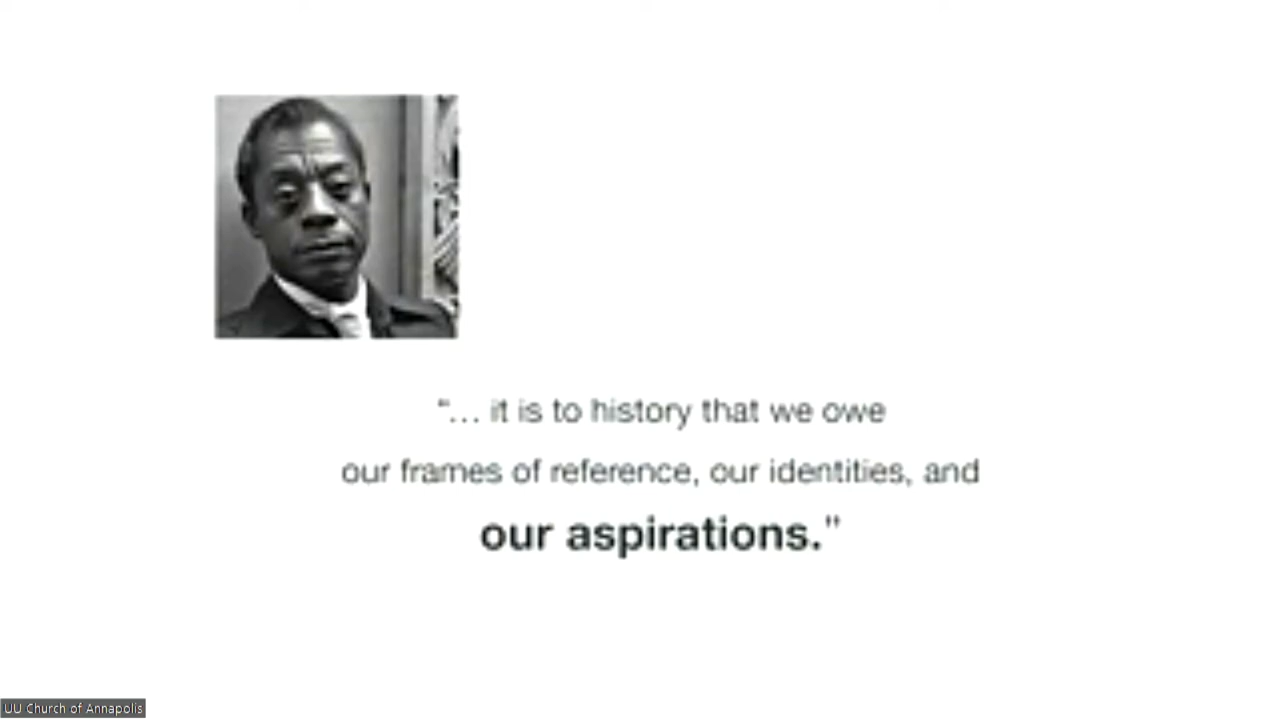 “... it is to history that we owe
our frames of reference, our identities, and
our aspirations.”
UU Church of Annapolis